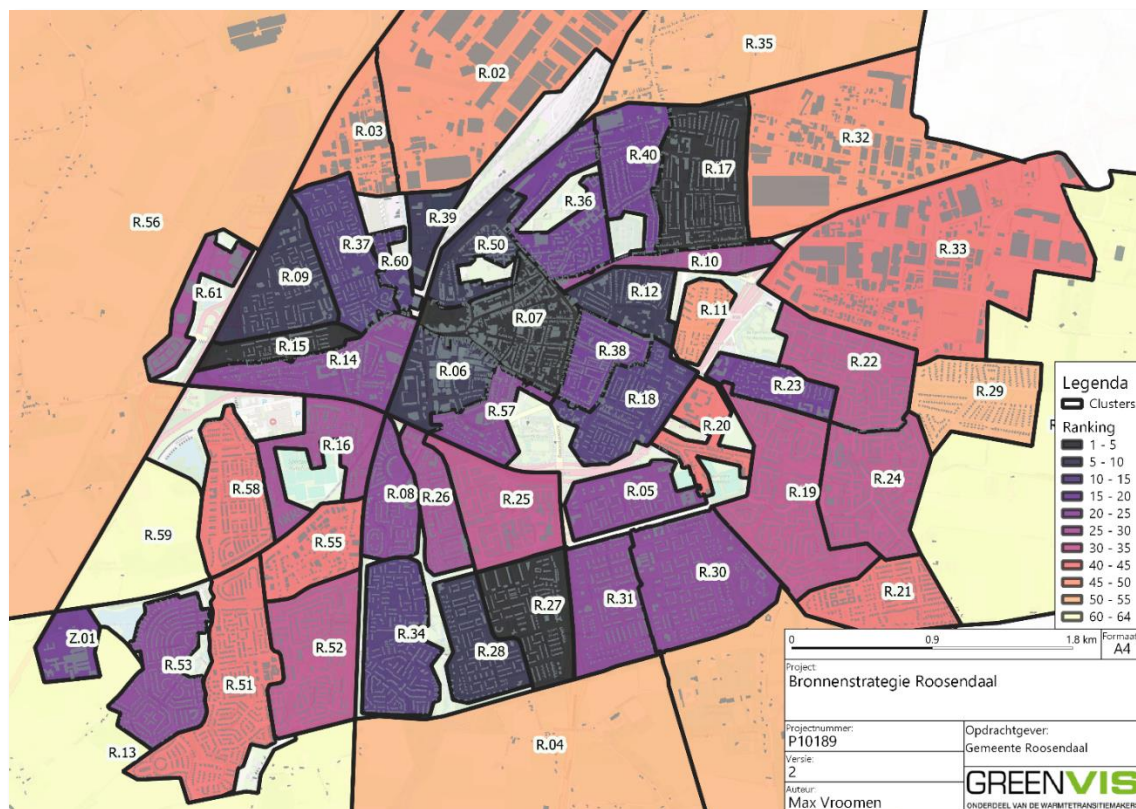 R.35
R.02
R.03
R.32
R.40
R.17
R.36
R.56
R.39
R.37
R.50
R.33
R.60
R.10
R.09
R.61
R.12
R.11
R.07
R.15
R.38
R.14
R.22
R.06
R.23
R.29
R.57
R.18
R.20
R.16
R.58
R.08
R.26
R.25
R.05
R.19
R.24
R.59
R.55
R.30
R.27
R.31
R.21
R.34
R.28
Z.01
R.53
R.52
R.51
R.13
R.04
Legenda
Clusters
Ranking
1 - 5
5 - 10
10 - 15
15 - 20
20 - 25
25 - 30
30 - 35
40 - 45
45 - 50
50 - 55
60 - 64
0 0.9 1.8 km
Formaat
A4
Project:
Bronnenstrategie Roosendaal
Projectnummer:
P10189
Opdrachtgever:
Gemeente Roosendaal
Versie:
2
Auteur:
Max Vroomen
GREENVIS
ONDERDEEL VAN DE WARMTETRANSITIEMAKERS